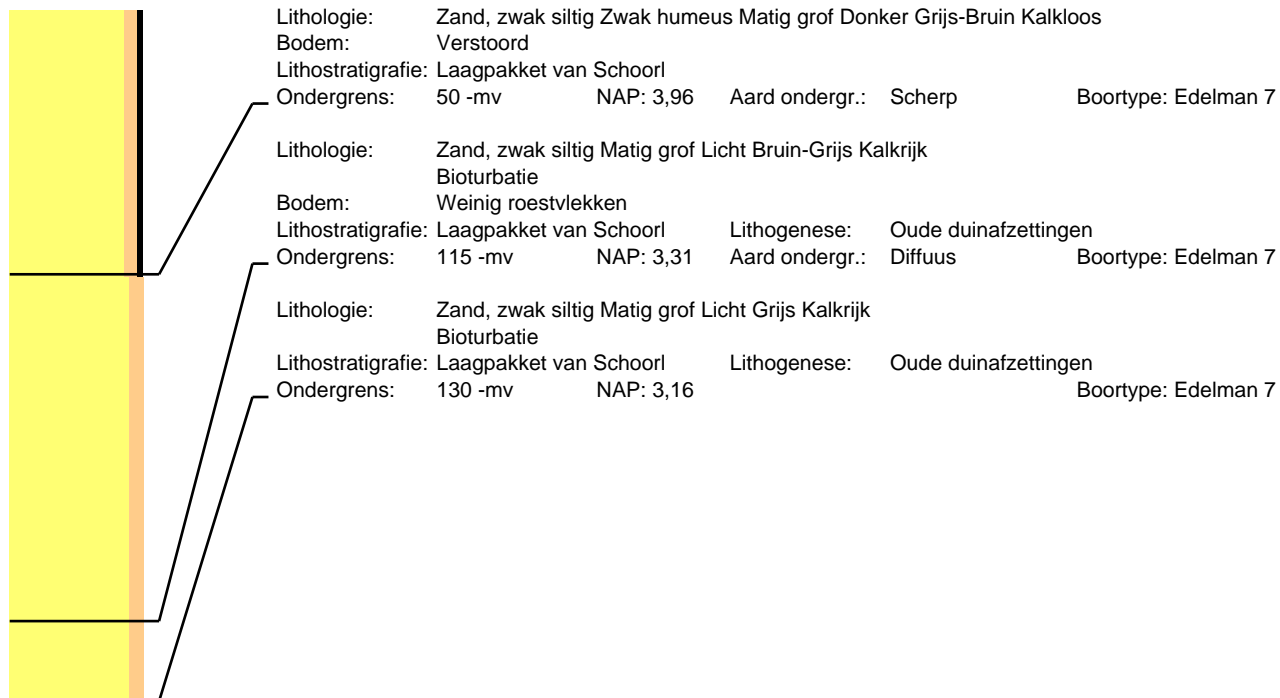 Lithologie: Zand, zwak siltig Zwak humeus Matig grof Donker Grijs-Bruin Kalkloos
Bodem: Verstoord
Lithostratigrafie: Laagpakket van Schoorl
Ondergrens: 50 -mv NAP: 3,96 Aard ondergr.: Scherp Boortype: Edelman 7
Lithologie: Zand, zwak siltig Matig grof Licht Bruin-Grijs Kalkrijk
Bioturbatie
Bodem: Weinig roestvlekken
Lithostratigrafie: Laagpakket van Schoorl Lithogenese: Oude duinafzettingen
Ondergrens: 115 -mv NAP: 3,31 Aard ondergr.: Diffuus Boortype: Edelman 7
Lithologie: Zand, zwak siltig Matig grof Licht Grijs Kalkrijk
Bioturbatie
Lithostratigrafie: Laagpakket van Schoorl Lithogenese: Oude duinafzettingen
Ondergrens: 130 -mv NAP: 3,16 Boortype: Edelman 7